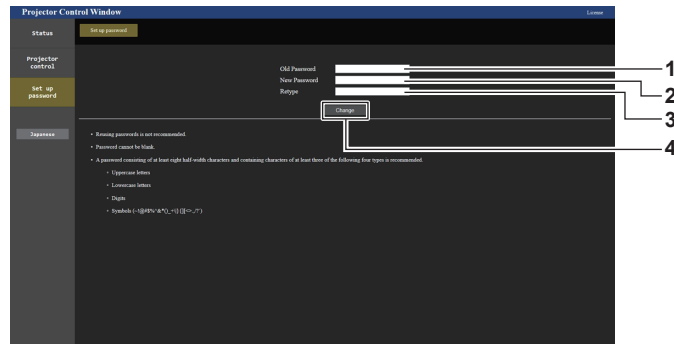 Projector Control Window
License
Status
Set up password
Projector
control
Set up
password
Japanese
Old Password
New Password
Retype
Change
1
2
3
4
• Reusing passwords is not recommended.
• Password cannot be blank.
• A password consisting of at least eight half-width characters and containing characters of at least three of the following four types is recommended.
• Uppercase letters
• Lowercase letters
• Digits